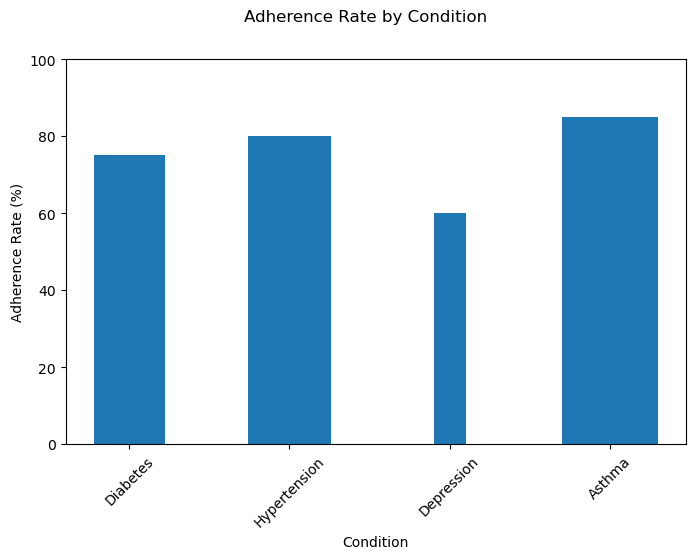 Adherence Rate by Condition
Adherence Rate (%)
100
80
60
40
20
0
Diabetes
Hypertension
Depression
Asthma
Condition